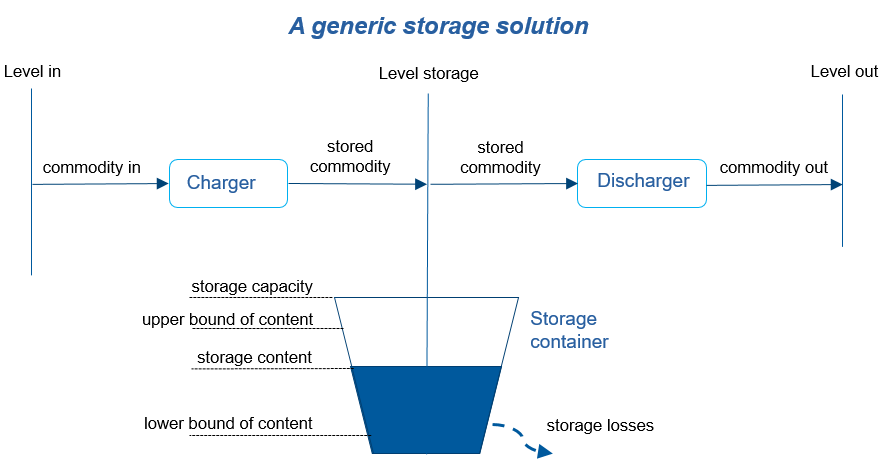 A generic storage solution
Level in
Level storage
Level out
commodity in
Charger
stored
commodity
stored
commodity
Discharger
commodity out
storage capacity
upper bound of content
storage content
lower bound of content
Storage
container
storage losses